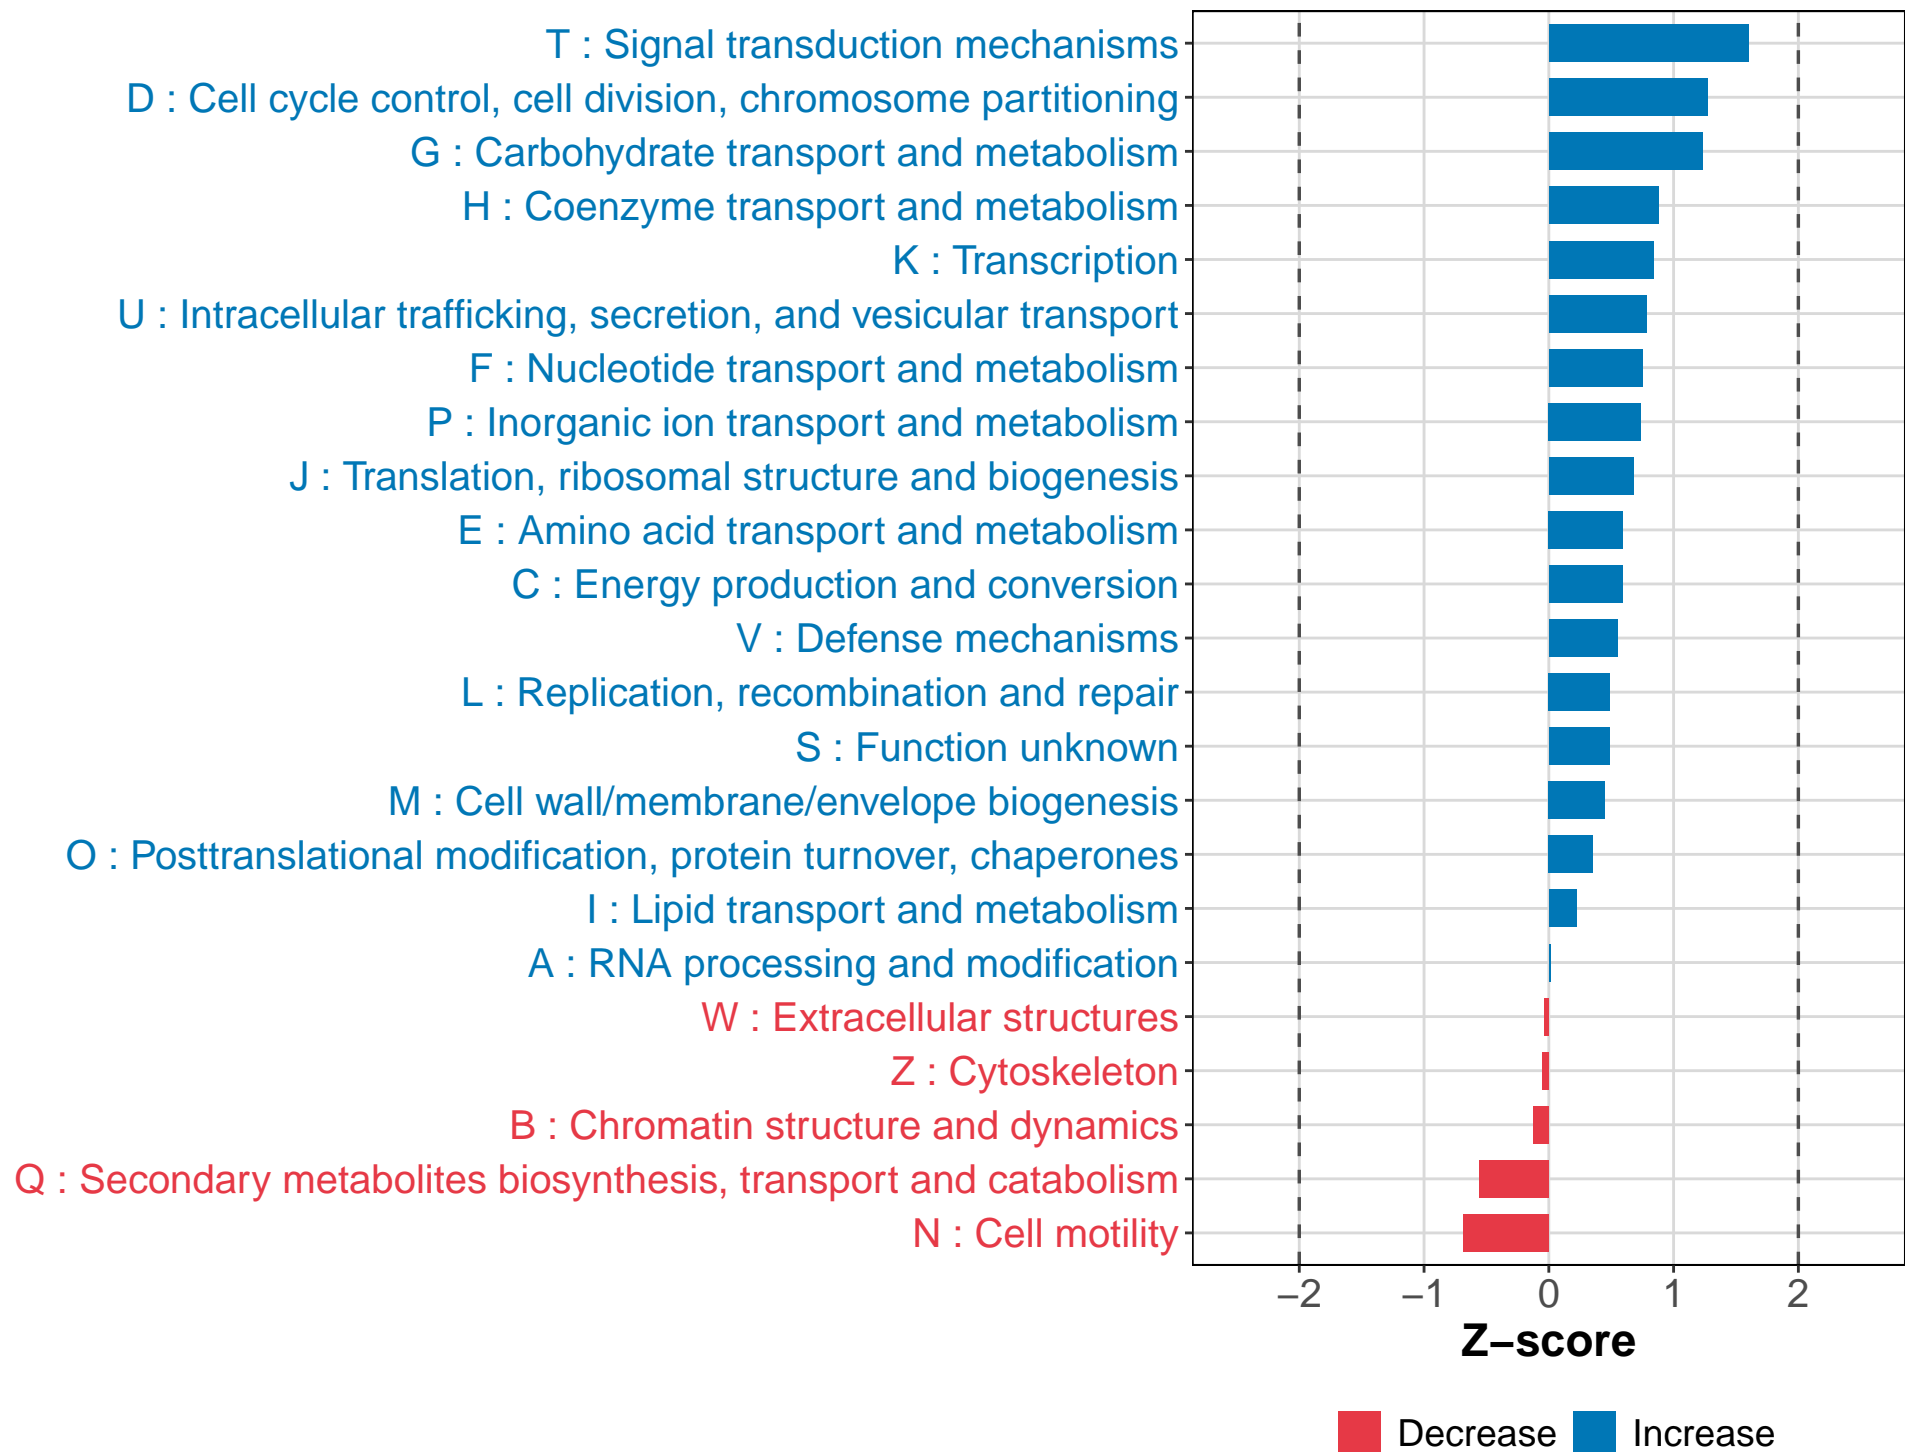 T : Signal transduction mechanisms
D : Cell cycle control, cell division, chromosome partitioning
G : Carbohydrate transport and metabolism
H : Coenzyme transport and metabolism
K : Transcription
U : Intracellular trafficking, secretion, and vesicular transport
F : Nucleotide transport and metabolism
P : Inorganic ion transport and metabolism
J : Translation, ribosomal structure and biogenesis
E : Amino acid transport and metabolism
C : Energy production and conversion
V : Defense mechanisms
L : Replication, recombination and repair
S : Function unknown
M : Cell wall/membrane/envelope biogenesis
O : Posttranslational modification, protein turnover, chaperones
I : Lipid transport and metabolism
A : RNA processing and modification
W : Extracellular structures
Z : Cytoskeleton
B : Chromatin structure and dynamics
Q : Secondary metabolites biosynthesis, transport and catabolism
N : Cell motility
−2 −1 0 1 2
Z−score
Decrease Increase